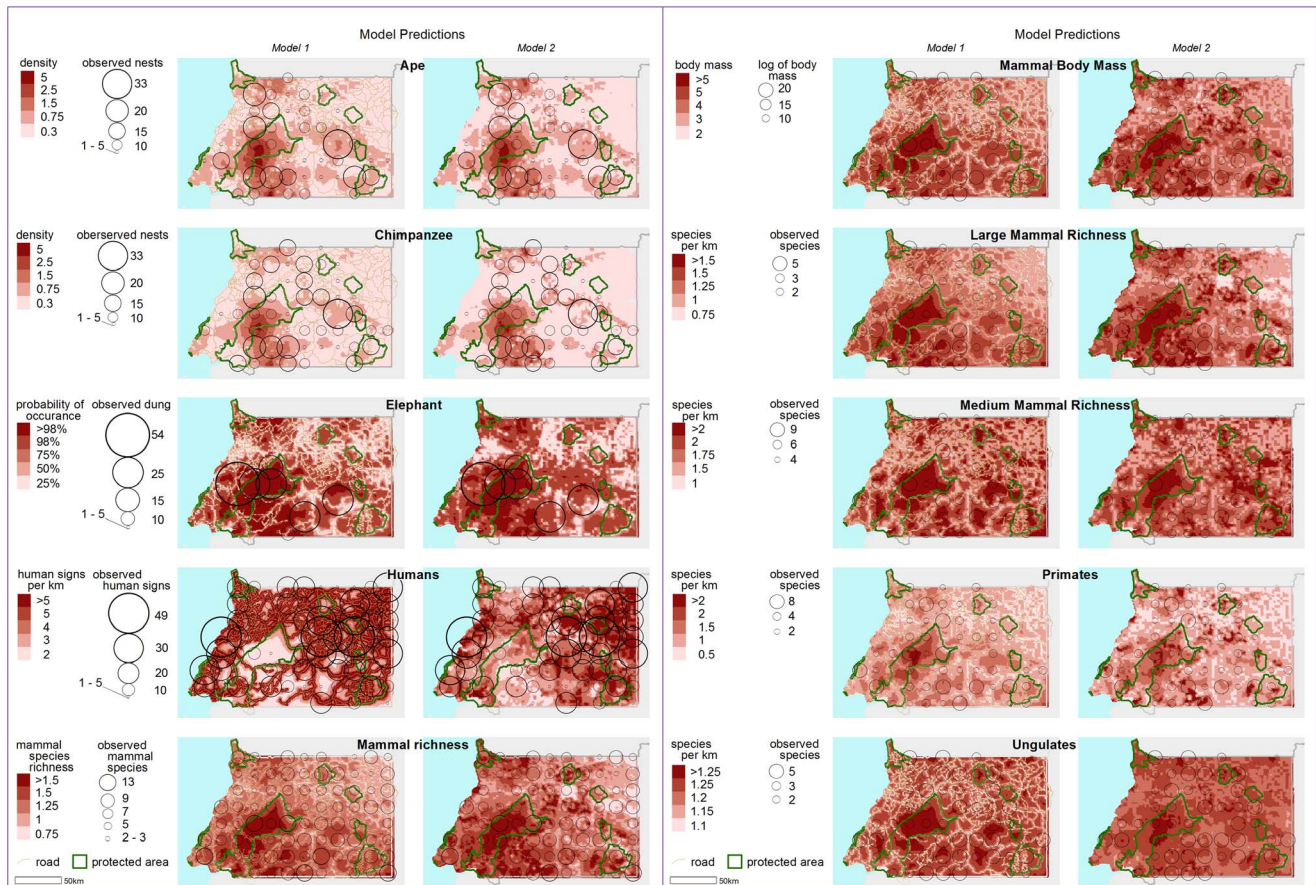 Model Predictions
Model 1
Model 2
Ape
density
5
2.5
1.5
0.75
0.3
observed nests
33
20
15
10
1 - 5
Chimpanzee
density
5
2.5
1.5
0.75
0.3
oberserved nests
33
20
15
10
1 - 5
Elephant
probability of
occurance
>98%
98%
75%
50%
25%
observed dung
54
25
15
10
1 - 5
Humans
human signs
per km
>5
5
4
3
2
observed
human signs
49
30
20
10
1 - 5
Mammal richness
mammal
species
richness
>1.5
1.5
1.25
1
0.75
observed
mammal
species
13
9
7
5
2 - 3
road
protected area
50km
Model Predictions
Model 1
Model 2
Mammal Body Mass
body mass
>5
5
4
3
2
log of body
mass
20
15
10
Large Mammal Richness
species
per km
>1.5
1.5
1.25
1
0.75
observed
species
5
3
2
Medium Mammal Richness
species
per km
>2
2
1.75
1.5
1
observed
species
9
6
4
Primates
species
per km
>2
2
1.5
1
0.5
observed
species
8
4
2
Ungulates
species
per km
>1.25
1.25
1.2
1.15
1.1
observed
species
5
3
2
road
protected area
50km